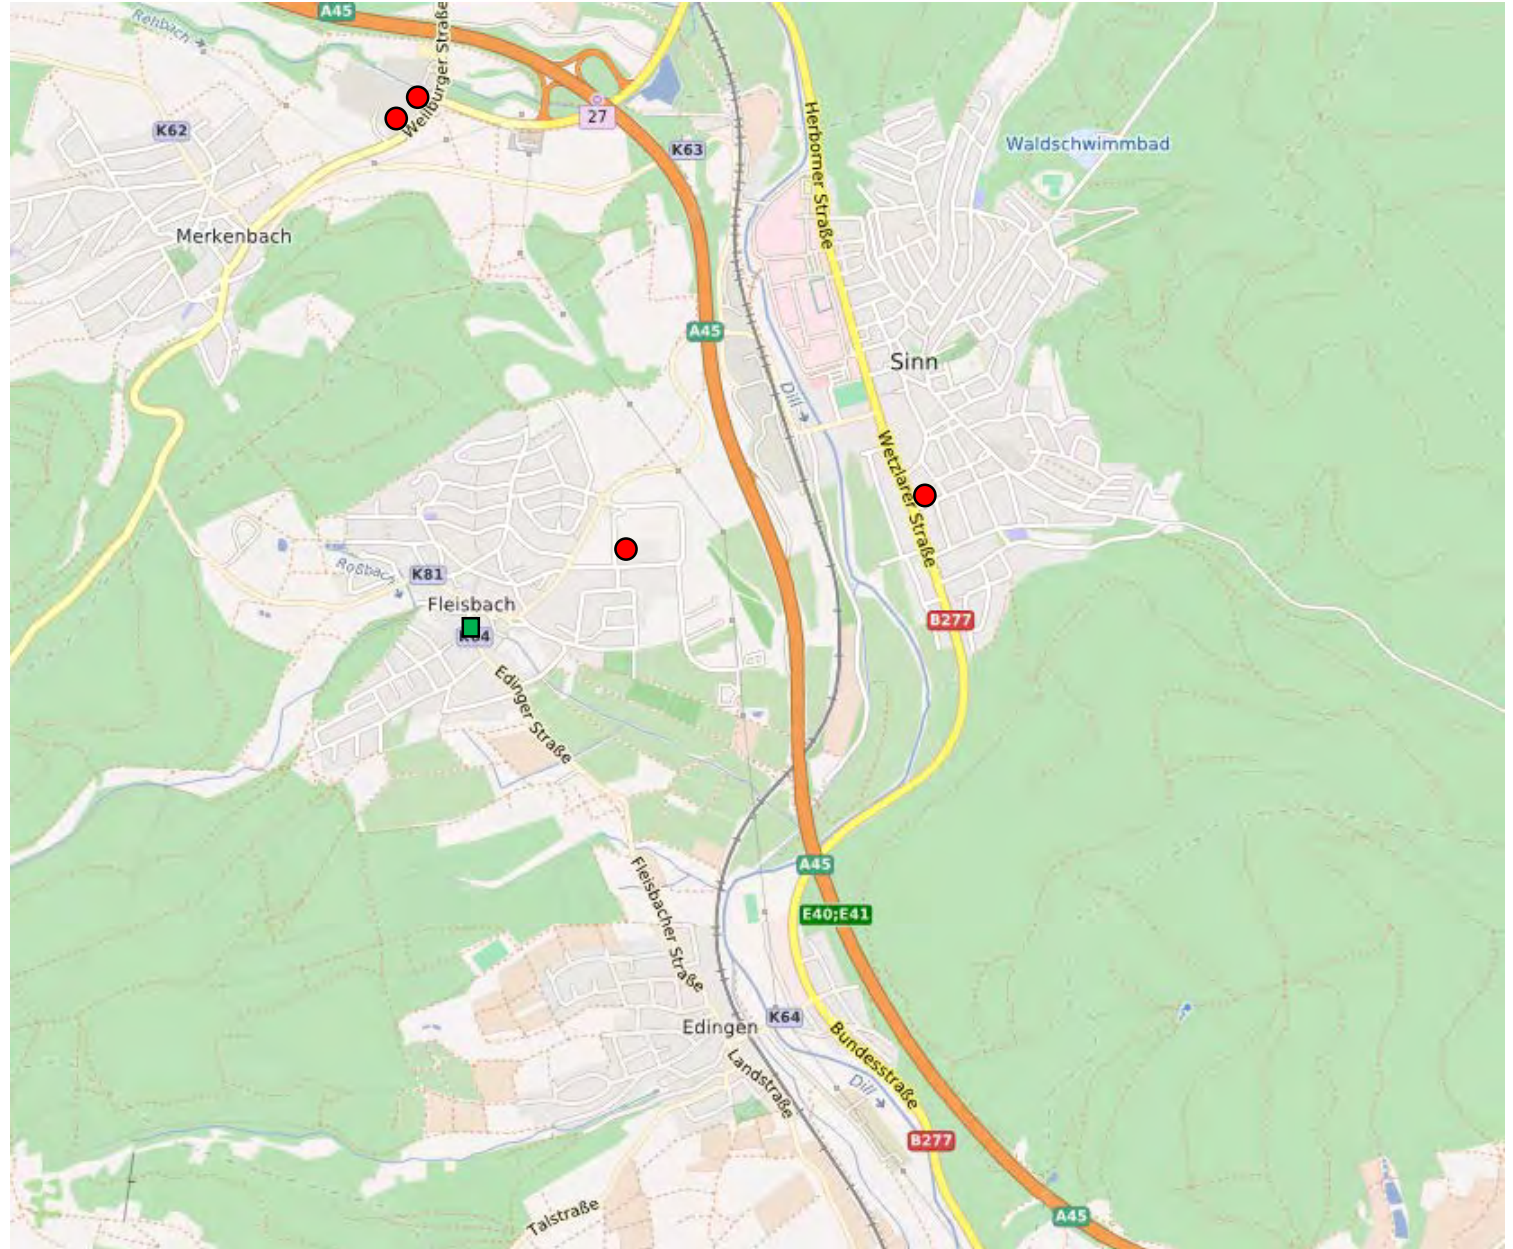 A45
Rehbach
Weilburger Straße
27
K62
K63
Herborner Straße
Waldschwimmbad
Merkenbach
A45
Sinn
Dill
Wetzlarer Straße
Roßbach
K81
Fleisbach
K64
B277
Edinger Straße
A45
Fleisbacher Straße
E40;E41
K64
Edingen
Bundesstraße
Landstraße
Dill
B277
Talstraße
A45